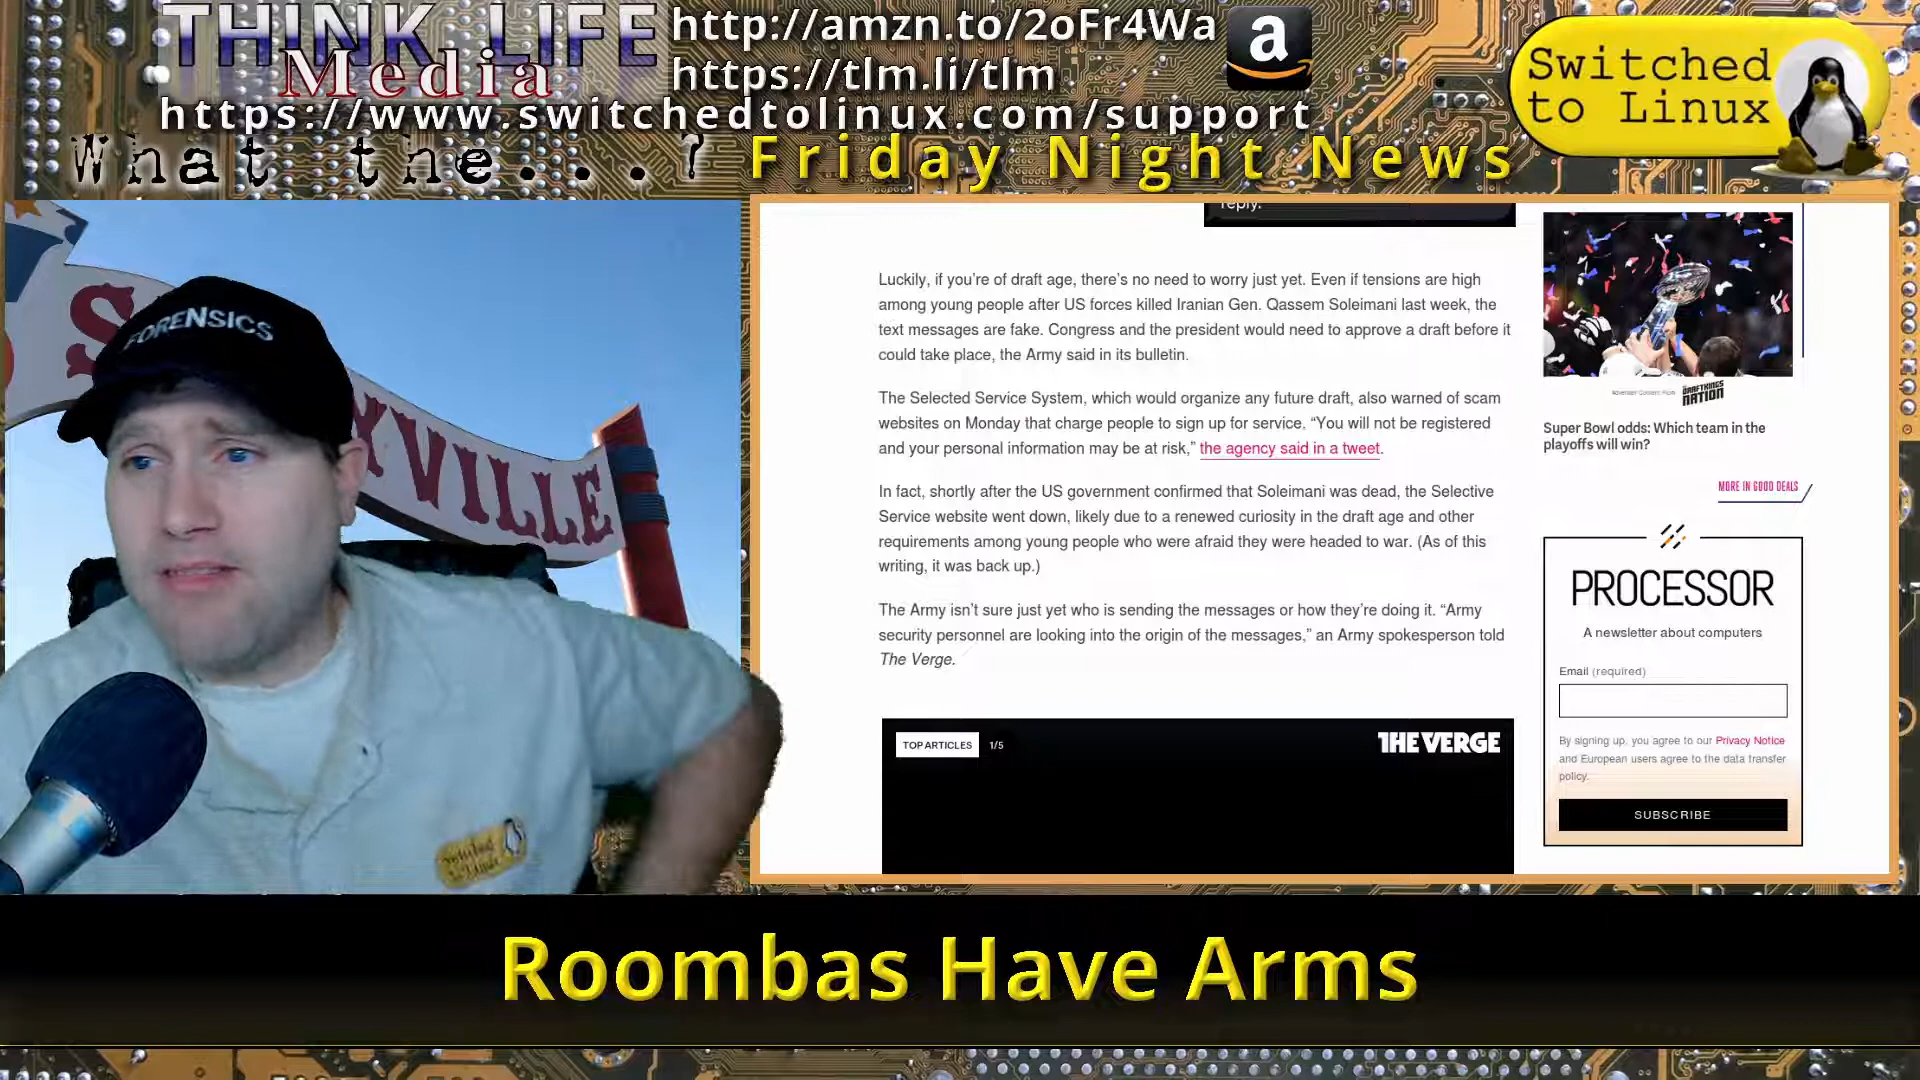 THINK LIFE
Media
http://amzn.to/2oFr4Wa
a
https://tlm.li/tlm
https://www.switchedtolinux.com/support
What the...?
Friday Night News
Switched
to Linux
FORENSICS
S
YVILLE
reply.
Luckily, if you’re of draft age, there’s no need to worry just yet. Even if tensions are high
among young people after US forces killed Iranian Gen. Qassem Soleimani last week, the
text messages are fake. Congress and the president would need to approve a draft before it
could take place, the Army said in its bulletin.
The Selected Service System, which would organize any future draft, also warned of scam
websites on Monday that charge people to sign up for service. “You will not be registered
and your personal information may be at risk,” the agency said in a tweet.
In fact, shortly after the US government confirmed that Soleimani was dead, the Selective
Service website went down, likely due to a renewed curiosity in the draft age and other
requirements among young people who were afraid they were headed to war. (As of this
writing, it was back up.)
The Army isn’t sure just yet who is sending the messages or how they’re doing it. “Army
security personnel are looking into the origin of the messages,” an Army spokesperson told
The Verge.
TOP ARTICLES 1/5
THE VERGE
Advertiser Content From
DRAFTKINGS
NATION
Super Bowl odds: Which team in the
playoffs will win?
MORE IN GOOD DEALS
PROCESSOR
A newsletter about computers
Email (required)
By signing up, you agree to our Privacy Notice
and European users agree to the data transfer
policy.
SUBSCRIBE
Switched
to Linux
Roombas Have Arms